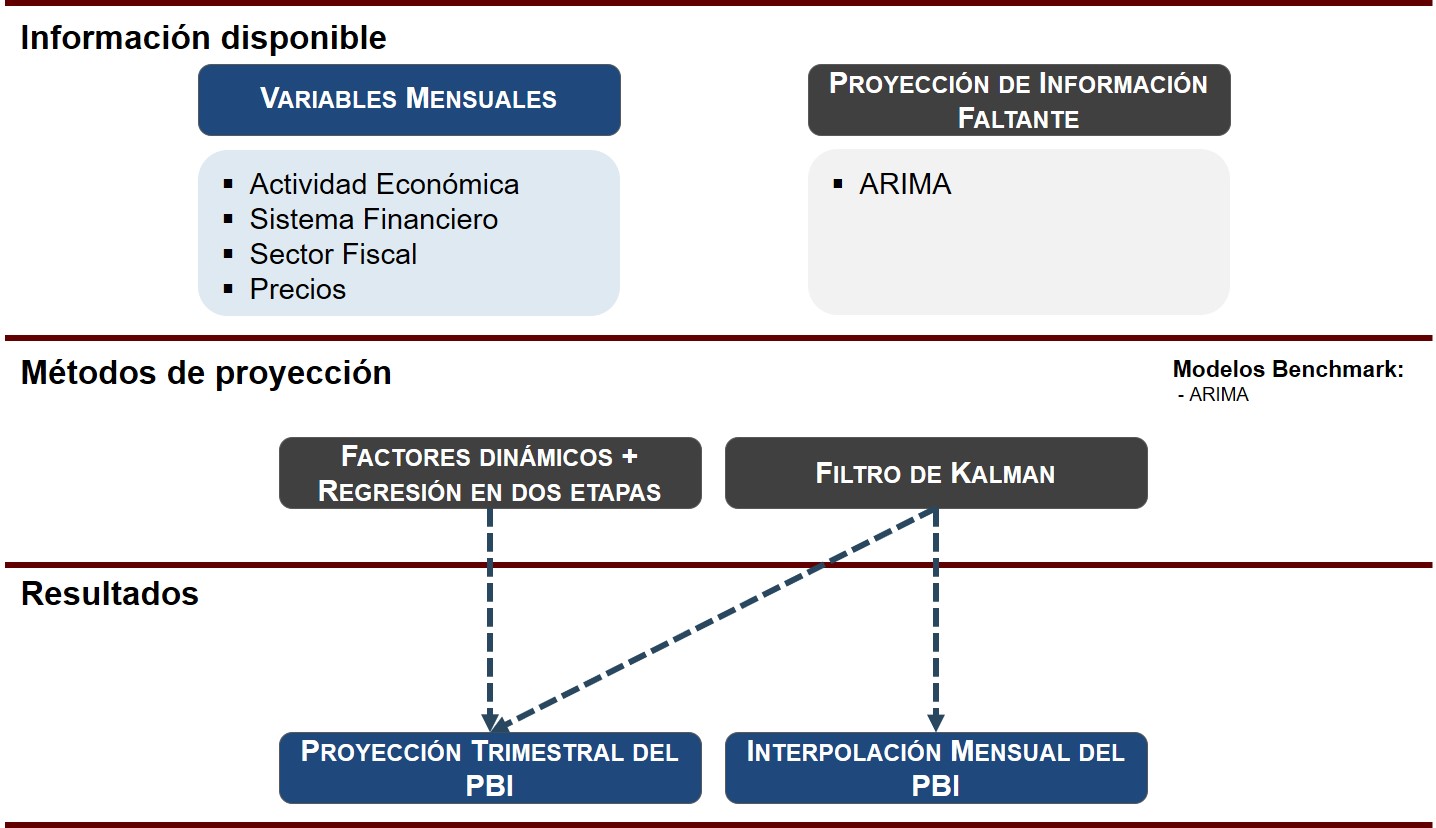 Información disponible
VARIABLES MENSUALES
PROYECCIÓN DE INFORMACIÓN
FALTANTE
▪ Actividad Económica
▪ Sistema Financiero
▪ Sector Fiscal
▪ Precios
▪ ARIMA
Métodos de proyección
Modelos Benchmark:
- ARIMA
FACTORES DINÁMICOS +
REGRESIÓN EN DOS ETAPAS
FILTRO DE KALMAN
Resultados
PROYECCIÓN TRIMESTRAL DEL
PBI
INTERPOLACIÓN MENSUAL DEL
PBI